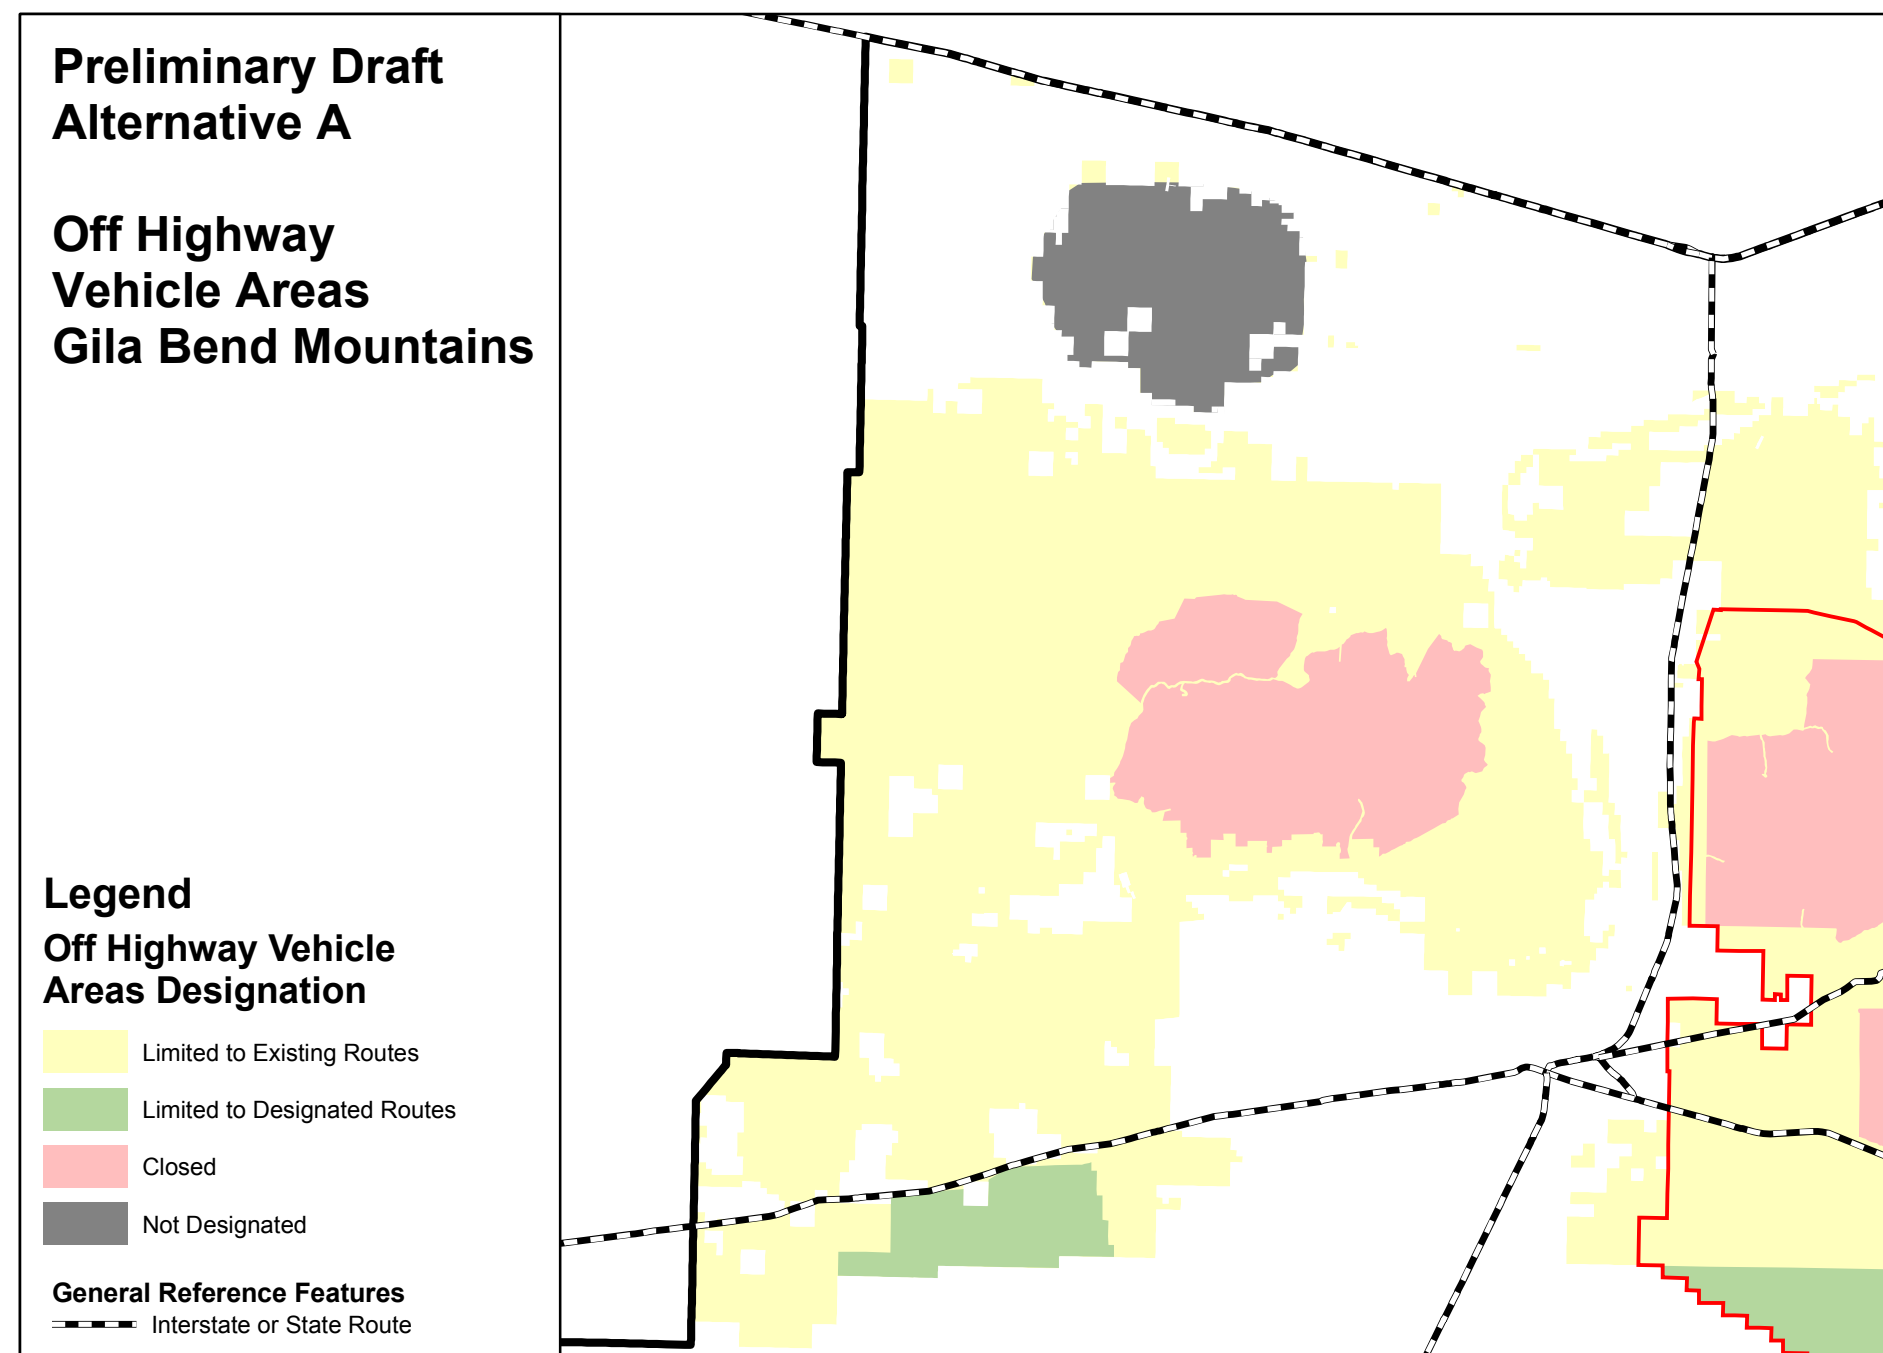 Preliminary Draft
Alternative A
Off Highway
Vehicle Areas
Gila Bend Mountains
Legend
Off Highway Vehicle
Areas Designation
Limited to Existing Routes
Limited to Designated Routes
Closed
Not Designated
General Reference Features
Interstate or State Route